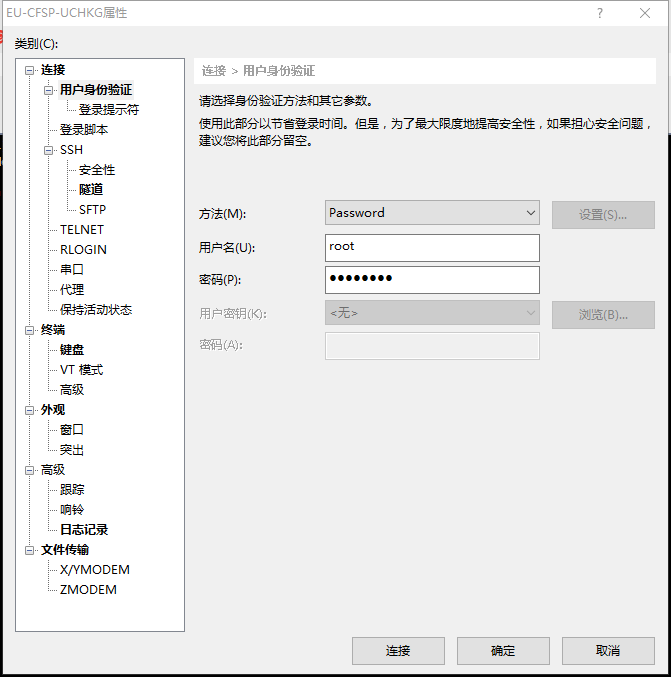 EU-CFSP-UCHKG属性
类别(C):
连接
用户身份验证
登录提示符
登录脚本
SSH
安全性
隧道
SFTP
TELNET
RLOGIN
串口
代理
保持活动状态
终端
键盘
VT 模式
高级
外观
窗口
突出
高级
跟踪
响铃
日志记录
文件传输
X/YMODEM
ZMODEM
连接 > 用户身份验证
请选择身份验证方法和其它参数。
使用此部分以节省登录时间。但是，为了最大限度地提高安全性，如果担心安全问题，
建议您将此部分留空。
方法(M): Password 设置(S)...
用户名(U): root
密码(P): ●●●●●●●●
用户密钥(K): <无> 浏览(B)...
密码(A):
连接 确定 取消